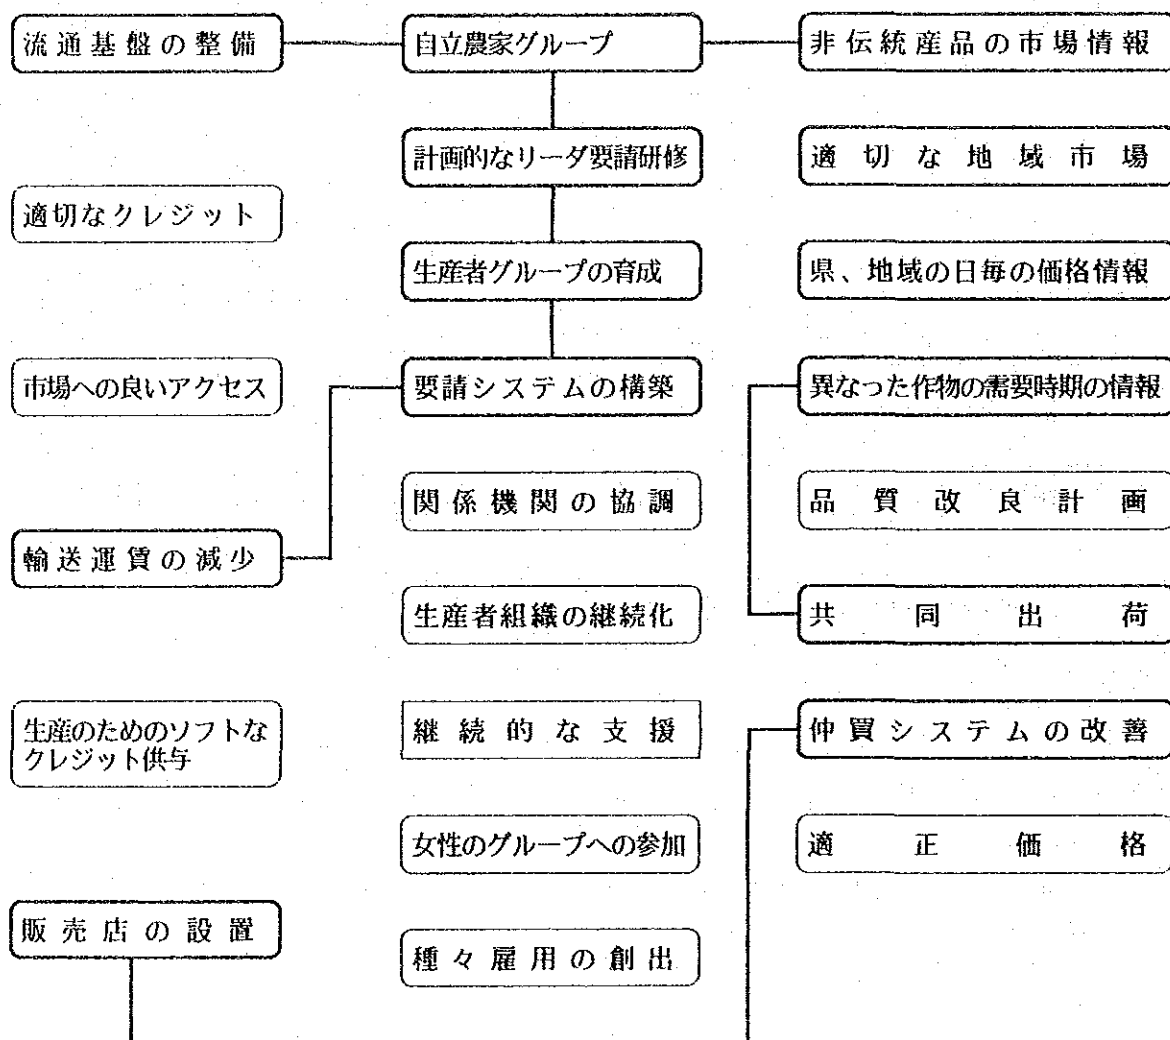 流通基盤の整備
自立農家グループ
非伝統産品の市場情報
計画的なリーダ要請研修
適切な地域市場
適切なクレジット
生産者グループの育成
県、地域の日毎の価格情報
市場への良いアクセス
要請システムの構築
異なった作物の需要時期の情報
関係機関の協調
品質改良計画
輸送運賃の減少
生産者組織の継続化
共同出荷
生産のためのソフトな
クレジット供与
継続的な支援
仲買システムの改善
女性のグループへの参加
適正価格
販売店の設置
種々雇用の創出